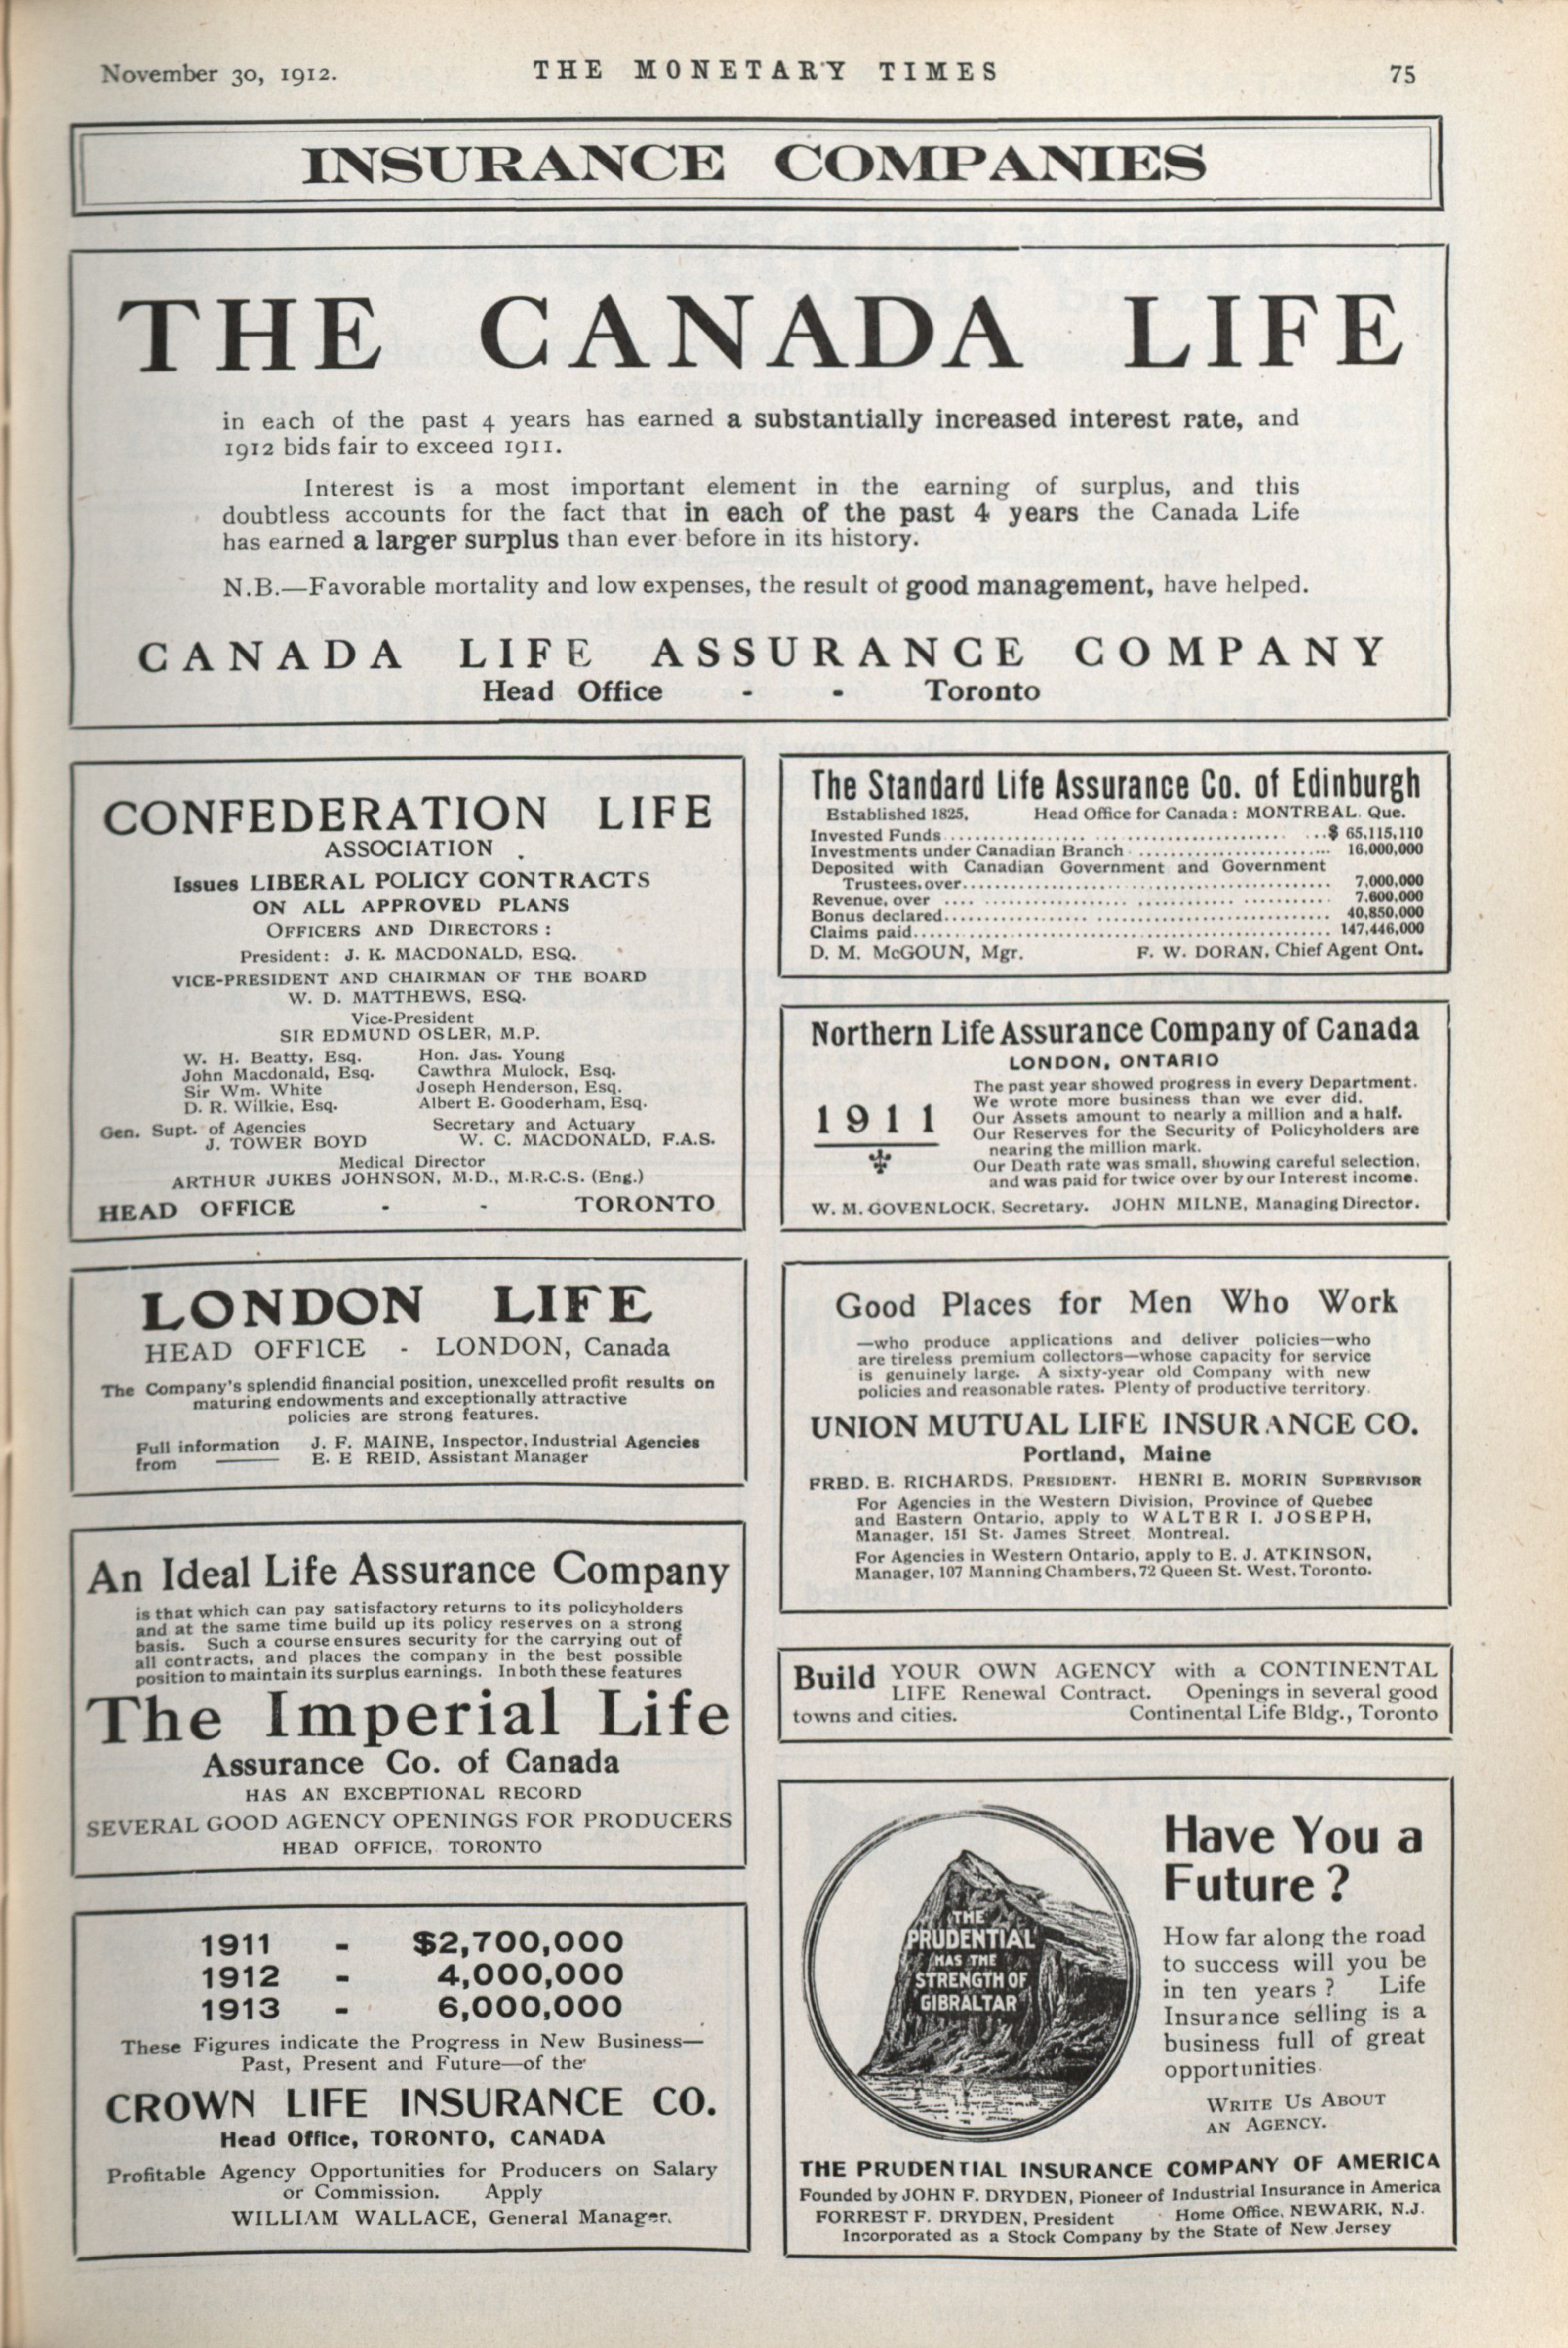 November 30, 1912.
THE MONETARY TIMES
75
INSURANCE COMPANIES
THE CANADA LIFE
in each of the past 4 years has earned a substantially increased interest rate, and
1912 bids fair to exceed 1911.
Interest is a most important element in the earning of surplus, and this
doubtless accounts for the fact that in each of the past 4 years the Canada Life
has earned a larger surplus than ever before in its history.
N.B.—Favorable mortality and low expenses, the result of good management, have helped.
CANADA LIFE ASSURANCE COMPANY
Head Office - - Toronto
CONFEDERATION LIFE
ASSOCIATION
Issues LIBERAL POLICY CONTRACTS
ON ALL APPROVED PLANS
OFFICERS AND DIRECTORS:
President: J. K. MACDONALD, ESQ.
VICE-PRESIDENT AND CHAIRMAN OF THE BOARD
W. D. MATTHEWS, ESQ.
Vice-President
SIR EDMUND OSLER, M.P.
W. H. Beatty, Esq. Hon. Jas. Young
John Macdonald, Esq. Cawthra Mulock, Esq.
Sir Wm. White Joseph Henderson, Esq.
D. R. Wilkie, Esq. Albert E. Gooderham, Esq.
Gen. Supt. of Agencies Secretary and Actuary
J. TOWER BOYD W. C. MACDONALD, F.A.S.
Medical Director
ARTHUR JUKES JOHNSON, M.D., M.R.C.S. (Eng.)
HEAD OFFICE - - TORONTO
LONDON LIFE
HEAD OFFICE - LONDON, Canada
The Company's splendid financial position, unexcelled profit results on
maturing endowments and exceptionally attractive
policies are strong features.
Full information J. F. MAINE, Inspector, Industrial Agencies
from E. E REID, Assistant Manager
An Ideal Life Assurance Company
is that which can pay satisfactory returns to its policyholders
and at the same time build up its policy reserves on a strong
basis. Such a course ensures security for the carrying out of
all contracts, and places the company in the best possible
position to maintain its surplus earnings. In both these features
The Imperial Life
Assurance Co. of Canada
HAS AN EXCEPTIONAL RECORD
SEVERAL GOOD AGENCY OPENINGS FOR PRODUCERS
HEAD OFFICE, TORONTO
1911 - $2,700,000
1912 - 4,000,000
1913 - 6,000,000
These Figures indicate the Progress in New Business—
Past, Present and Future—of the
CROWN LIFE INSURANCE CO.
Head Office, TORONTO, CANADA
Profitable Agency Opportunities for Producers on Salary
or Commission. Apply
WILLIAM WALLACE, General Manager.
The Standard Life Assurance Co. of Edinburgh
Established 1825. Head Office for Canada: MONTREAL. Que.
Invested Funds.................$ 65,115,110
Investments under Canadian Branch................. 16,000,000
Deposited with Canadian Government and Government
Trustees, over................. 7,000,000
Revenue, over................. 7,600,000
Bonus declared................. 40,850,000
Claims paid................. 147,446,000
D. M. McGOUN, Mgr. F. W. DORAN, Chief Agent Ont.
Northern Life Assurance Company of Canada
LONDON, ONTARIO
1911
The past year showed progress in every Department.
We wrote more business than we ever did.
Our Assets amount to nearly a million and a half.
Our Reserves for the Security of Policyholders are
nearing the million mark.
Our Death rate was small, showing careful selection,
and was paid for twice over by our Interest income.
W. M. GOVENLOCK, Secretary. JOHN MILNE, Managing Director.
Good Places for Men Who Work
—who produce applications and deliver policies—who
are tireless premium collectors—whose capacity for service
is genuinely large. A sixty-year old Company with new
policies and reasonable rates. Plenty of productive territory.
UNION MUTUAL LIFE INSURANCE CO.
Portland, Maine
FRED. E. RICHARDS, PRESIDENT. HENRI E. MORIN SUPERVISOR
For Agencies in the Western Division, Province of Quebec
and Eastern Ontario, apply to WALTER I. JOSEPH,
Manager, 151 St. James Street Montreal.
For Agencies in Western Ontario, apply to E. J. ATKINSON,
Manager, 107 Manning Chambers, 72 Queen St. West, Toronto.
Build YOUR OWN AGENCY with a CONTINENTAL
LIFE Renewal Contract. Openings in several good
towns and cities. Continental Life Bldg., Toronto
THE
PRUDENTIAL
HAS THE
STRENGTH OF
GIBRALTAR
Have You a
Future?
How far along the road
to success will you be
in ten years? Life
Insurance selling is a
business full of great
opportunities.
WRITE US ABOUT
AN AGENCY.
THE PRUDENTIAL INSURANCE COMPANY OF AMERICA
Founded by JOHN F. DRYDEN, Pioneer of Industrial Insurance in America
FORREST F. DRYDEN, President Home Office, NEWARK, N.J.
Incorporated as a Stock Company by the State of New Jersey